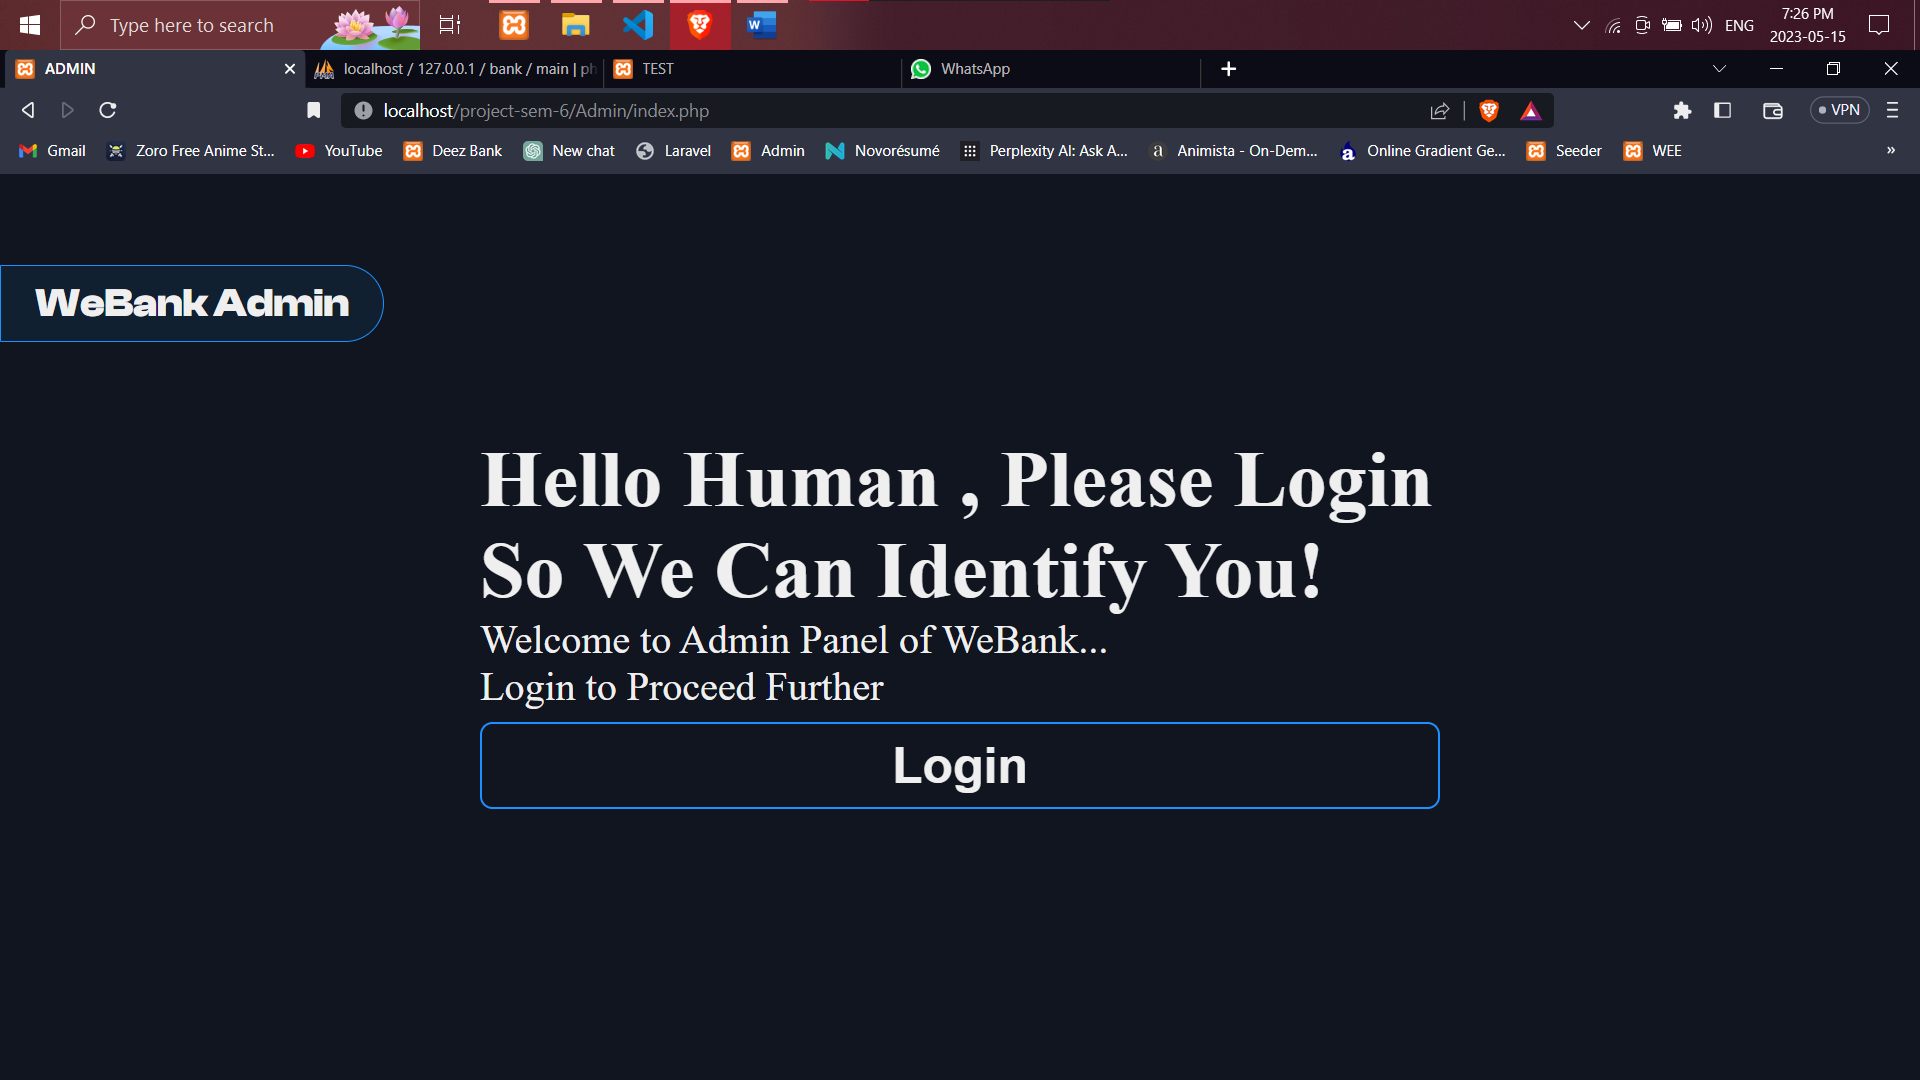 Type here to search
ENG
7:26 PM
2023-05-15
ADMIN
localhost / 127.0.0.1 / bank / main | ph
TEST
WhatsApp
localhost/project-sem-6/Admin/index.php
VPN
Gmail
Zoro Free Anime St...
YouTube
Deez Bank
New chat
Laravel
Admin
Novorésumé
Perplexity AI: Ask A...
Animista - On-Dem...
Online Gradient Ge...
Seeder
WEE
WeBank Admin
Hello Human , Please Login
So We Can Identify You!
Welcome to Admin Panel of WeBank...
Login to Proceed Further
Login